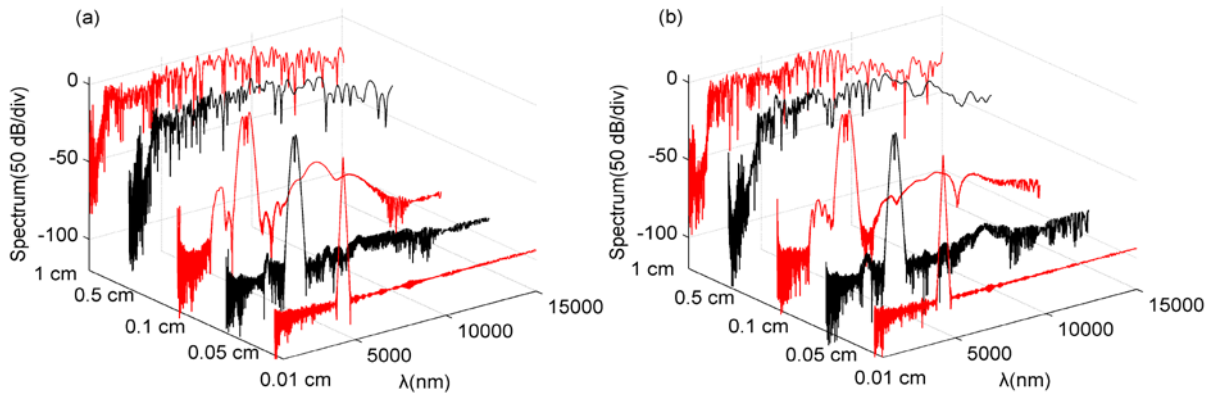 (a)
Spectrum(50 dB/div)
0
-50
-100
1 cm
0.5 cm
0.1 cm
0.05 cm
0.01 cm
5000
10000
15000
λ(nm)
(b)
Spectrum(50 dB/div)
0
-50
-100
1 cm
0.5 cm
0.1 cm
0.05 cm
0.01 cm
5000
10000
15000
λ(nm)